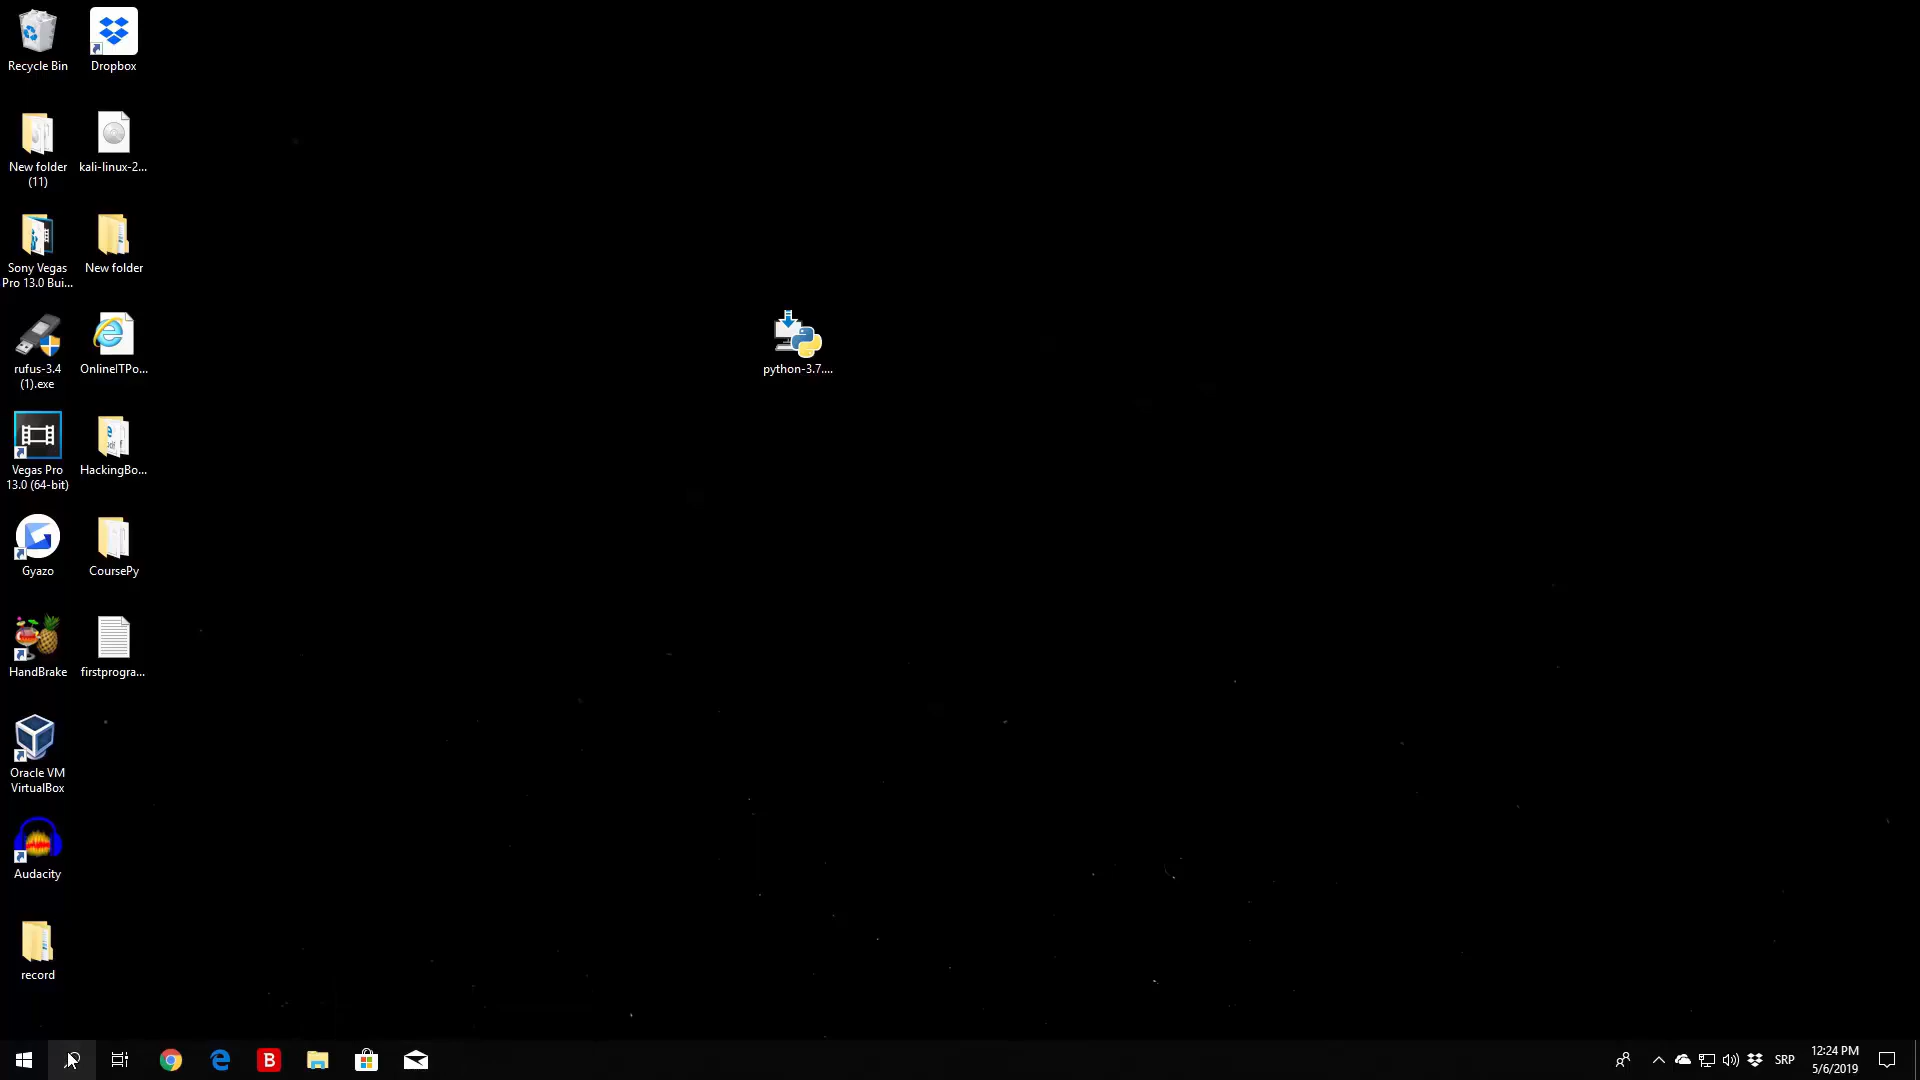 Recycle Bin
Dropbox
New folder
(11)
kali-linux-2...
Sony Vegas
Pro 13.0 Bui...
New folder
rufus-3.4
(1).exe
OnlineITPo...
python-3.7....
Vegas Pro
13.0 (64-bit)
HackingBo...
Gyazo
CoursePy
HandBrake
firstprogra...
Oracle VM
VirtualBox
Audacity
record
B
SRP
12:24 PM
5/6/2019